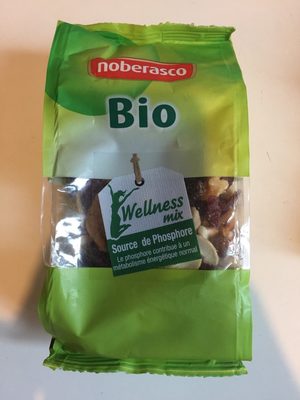 noberasco
Bio
Wellness
mix
Source de Phosphore
Le phosphore contribue à un
métabolisme énergétique normal